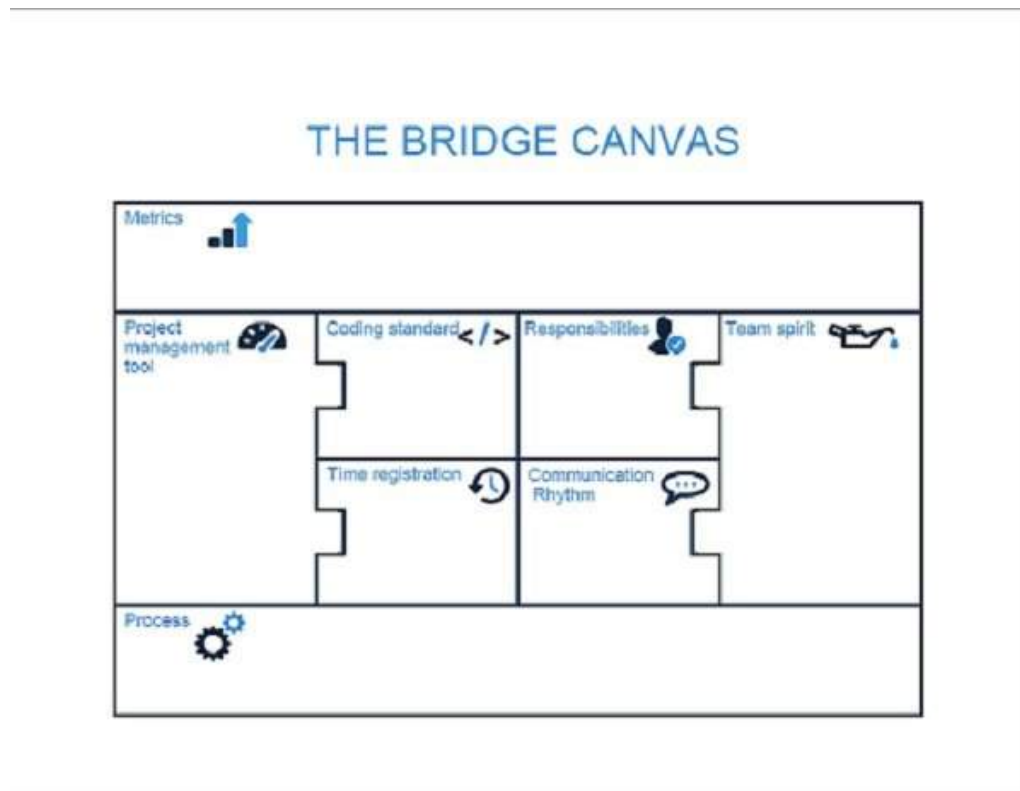 THE BRIDGE CANVAS
Metrics
Project
management
tool
Coding standard
</>
Responsibilities
Team spirit
Time registration
Communication
Rhythm
Process